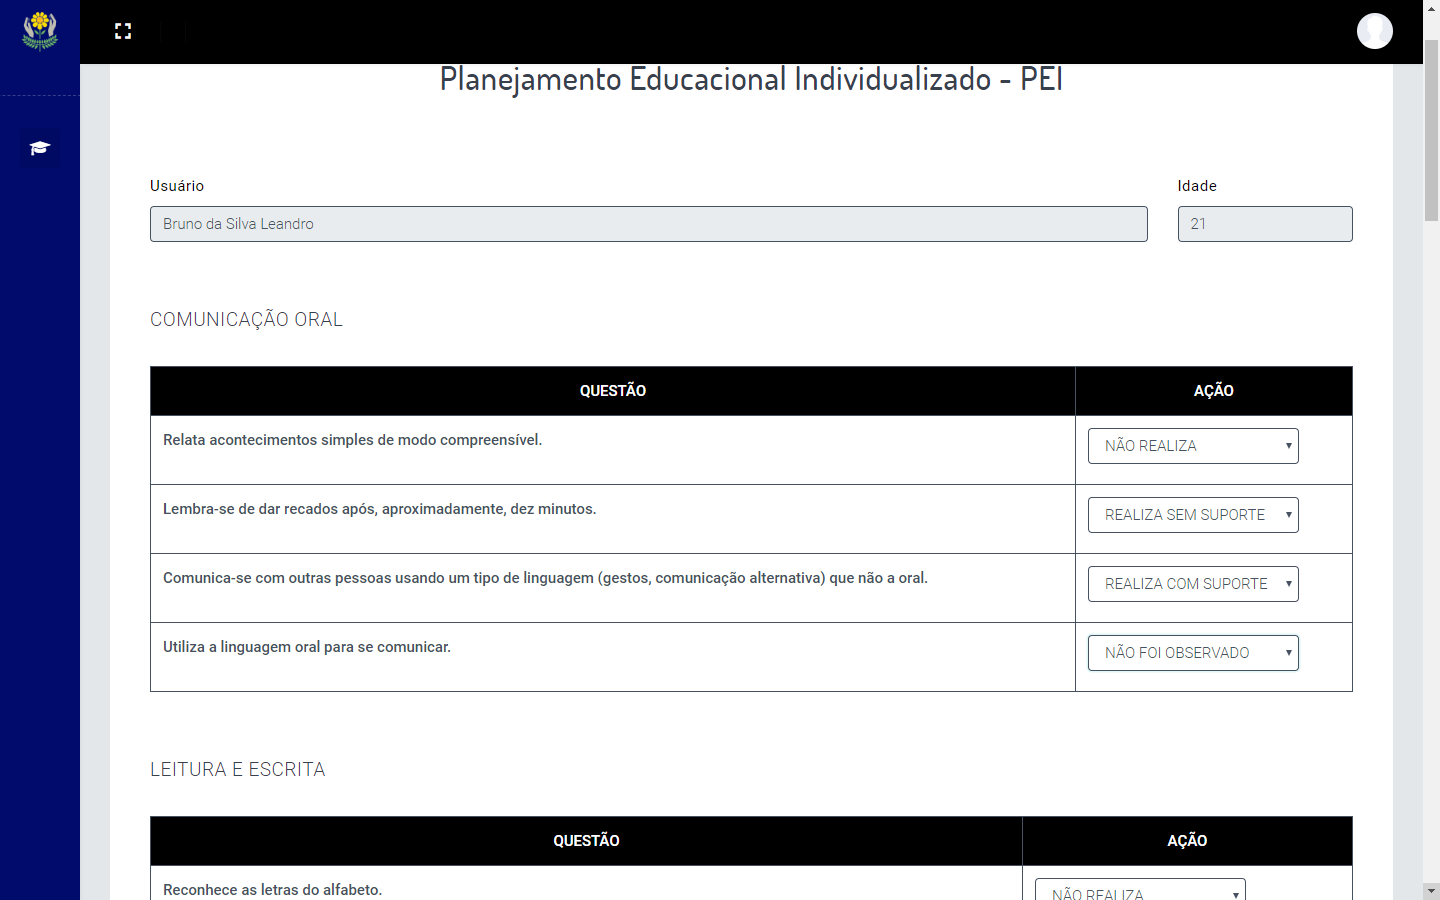 Planejamento Educacional Individualizado - PEI
Usuário
Idade
Bruno da Silva Leandro
21
COMUNICAÇÃO ORAL
QUESTÃO
AÇÃO
Relata acontecimentos simples de modo compreensível.
NÃO REALIZA
Lembra-se de dar recados após, aproximadamente, dez minutos.
REALIZA SEM SUPORTE
Comunica-se com outras pessoas usando um tipo de linguagem (gestos, comunicação alternativa) que não a oral.
REALIZA COM SUPORTE
Utiliza a linguagem oral para se comunicar.
NÃO FOI OBSERVADO
LEITURA E ESCRITA
QUESTÃO
AÇÃO
Reconhece as letras do alfabeto.
NÃO REALIZA